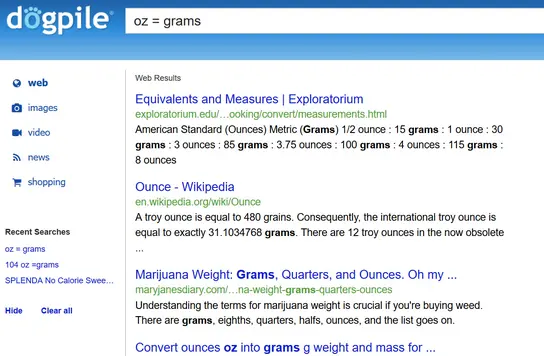 dogpile
oz = grams
web
images
video
news
shopping
Recent Searches
oz = grams
104 oz =grams
SPLENDA No Calorie Swee…
Hide Clear all
Web Results
Equivalents and Measures | Exploratorium
exploratorium.edu/…ooking/convert/measurements.html
American Standard (Ounces) Metric (Grams) 1/2 ounce : 15 grams : 1 ounce : 30
grams : 3 ounces : 85 grams : 3.75 ounces : 100 grams : 4 ounces : 115 grams :
8 ounces
Ounce - Wikipedia
en.wikipedia.org/wiki/Ounce
A troy ounce is equal to 480 grains. Consequently, the international troy ounce is
equal to exactly 31.1034768 grams. There are 12 troy ounces in the now obsolete
...
Marijuana Weight: Grams, Quarters, and Ounces. Oh my ...
maryjanesdiary.com/…na-weight-grams-quarters-ounces
Understanding the terms for marijuana weight is crucial if you're buying weed.
There are grams, eighths, quarters, halfs, ounces, and the list goes on.
Convert ounces oz into grams g weight and mass for ...